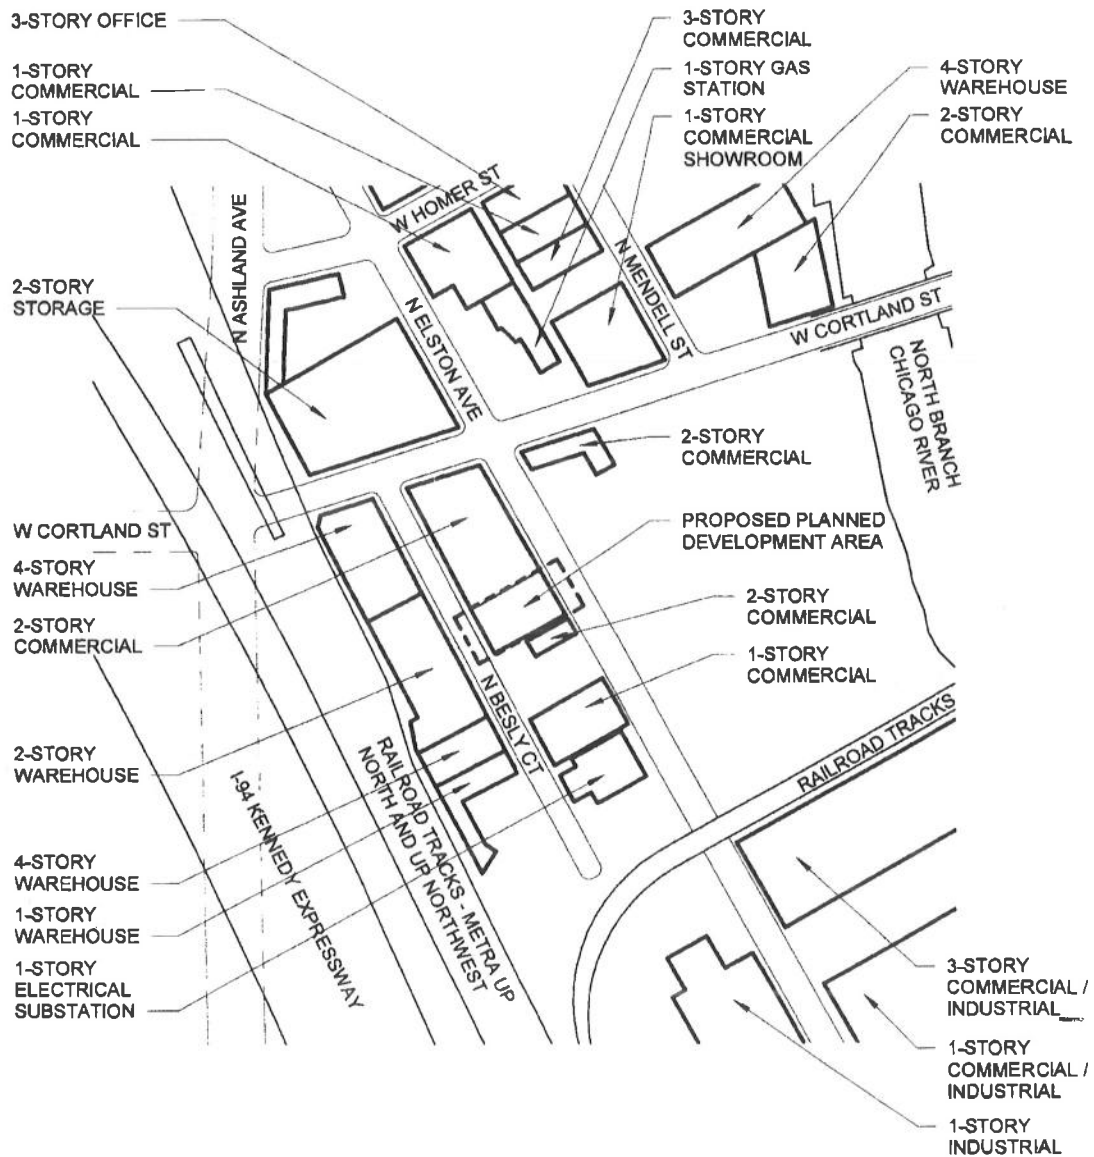 3-STORY OFFICE
1-STORY
COMMERCIAL
1-STORY
COMMERCIAL
3-STORY
COMMERCIAL
1-STORY GAS
STATION
1-STORY
COMMERCIAL
SHOWROOM
4-STORY
WAREHOUSE
2-STORY
COMMERCIAL
W HOMER ST
N ASHLAND AVE
N MENDELL ST
N ELSTON AVE
W CORTLAND ST
NORTH BRANCH
CHICAGO RIVER
2-STORY
STORAGE
2-STORY
COMMERCIAL
W CORTLAND ST
PROPOSED PLANNED
DEVELOPMENT AREA
4-STORY
WAREHOUSE
2-STORY
COMMERCIAL
2-STORY
COMMERCIAL
1-STORY
COMMERCIAL
N BESLY CT
RAILROAD TRACKS
2-STORY
WAREHOUSE
I-94 KENNEDY EXPRESSWAY
RAILROAD TRACKS - METRA UP
NORTH AND UP NORTHWEST
4-STORY
WAREHOUSE
1-STORY
WAREHOUSE
1-STORY
ELECTRICAL
SUBSTATION
3-STORY
COMMERCIAL /
INDUSTRIAL
1-STORY
COMMERCIAL /
INDUSTRIAL
1-STORY
INDUSTRIAL